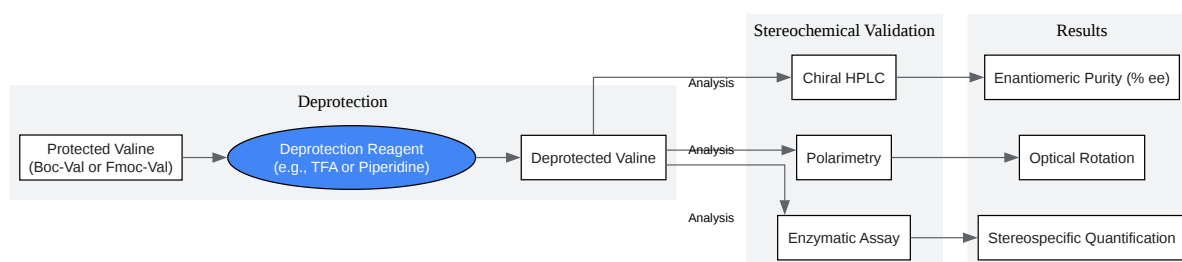 Stereochemical Validation
Results
Analysis
Chiral HPLC
Enantiomeric Purity (% ee)
Deprotection
Protected Valine
(Boc-Val or Fmoc-Val)
Deprotection Reagent
(e.g., TFA or Piperidine)
Deprotected Valine
Analysis
Polarimetry
Optical Rotation
Analysis
Enzymatic Assay
Stereospecific Quantification